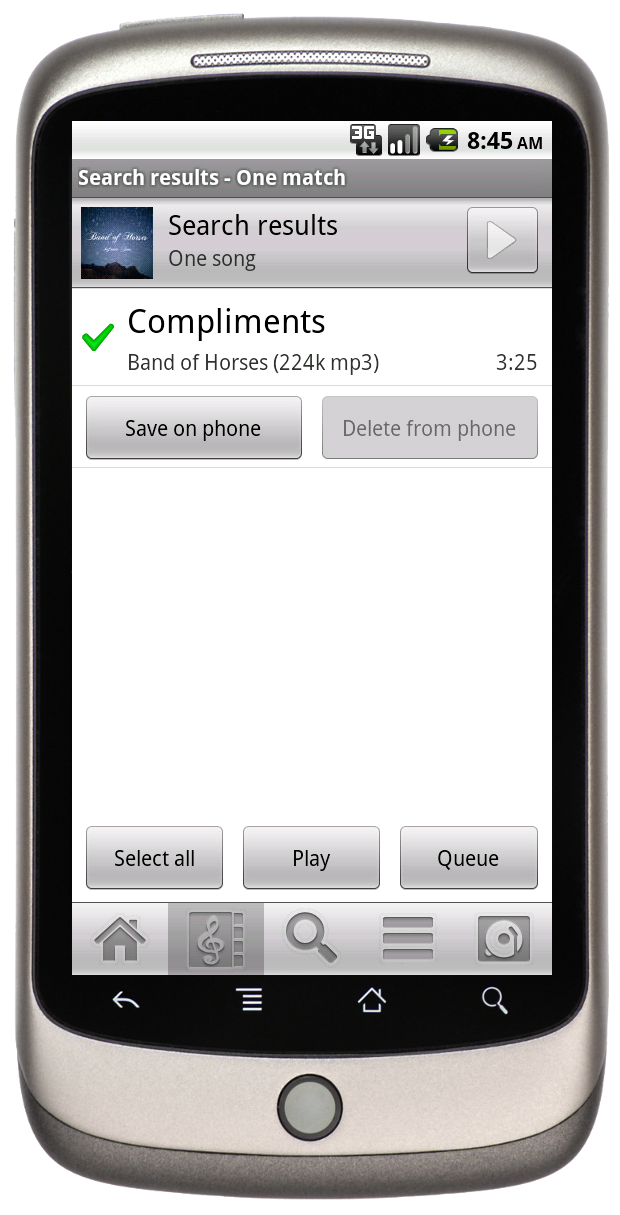 3G
8:45 AM
Search results - One match
Band of Horses
Search results
One song
Compliments
Band of Horses (224k mp3)
3:25
Save on phone
Delete from phone
Select all
Play
Queue